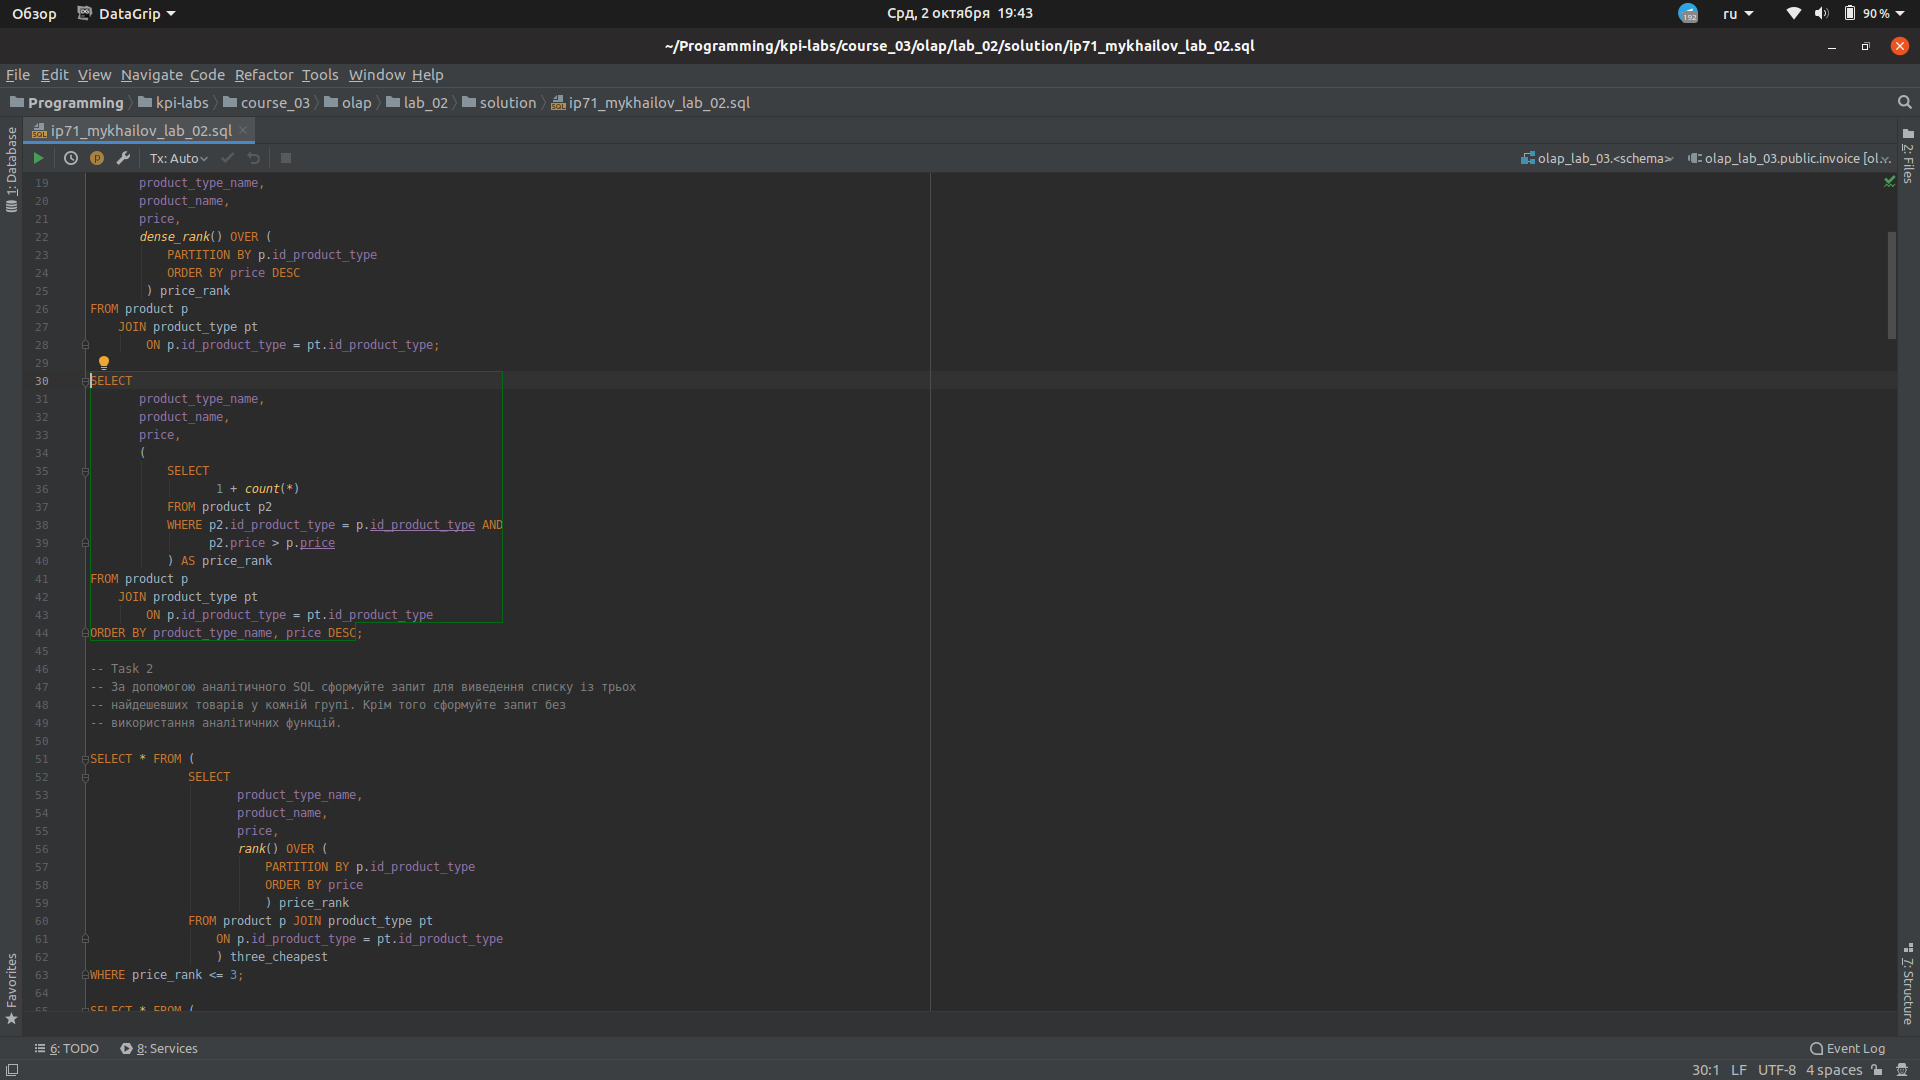 Обзор DataGrip Срд, 2 октября 19:43 192 ru 90 %
~/Programming/kpi-labs/course_03/olap/lab_02/solution/ip71_mykhailov_lab_02.sql
File Edit View Navigate Code Refactor Tools Window Help
Programming kpi-labs course_03 olap lab_02 solution ip71_mykhailov_lab_02.sql
ip71_mykhailov_lab_02.sql
Tx: Auto olap_lab_03.<schema> olap_lab_03.public.invoice [ol...
1: Database
2: Files
19 product_type_name,
20 product_name,
21 price,
22 dense_rank() OVER (
23 PARTITION BY p.id_product_type
24 ORDER BY price DESC
25 ) price_rank
26 FROM product p
27 JOIN product_type pt
28 ON p.id_product_type = pt.id_product_type;
29
30 SELECT
31 product_type_name,
32 product_name,
33 price,
34 (
35 SELECT
36 1 + count(*)
37 FROM product p2
38 WHERE p2.id_product_type = p.id_product_type AND
39 p2.price > p.price
40 ) AS price_rank
41 FROM product p
42 JOIN product_type pt
43 ON p.id_product_type = pt.id_product_type
44 ORDER BY product_type_name, price DESC;
45
46 -- Task 2
47 -- За допомогою аналітичного SQL сформуйте запит для виведення списку із трьох
48 -- найдешевших товарів у кожній групі. Крім того сформуйте запит без
49 -- використання аналітичних функцій.
50
51 SELECT * FROM (
52 SELECT
53 product_type_name,
54 product_name,
55 price,
56 rank() OVER (
57 PARTITION BY p.id_product_type
58 ORDER BY price
59 ) price_rank
60 FROM product p JOIN product_type pt
61 ON p.id_product_type = pt.id_product_type
62 ) three_cheapest
63 WHERE price_rank <= 3;
64
65 SELECT * FROM (
Favorites
7: Structure
6: TODO 8: Services Event Log
30:1 LF UTF-8 4 spaces